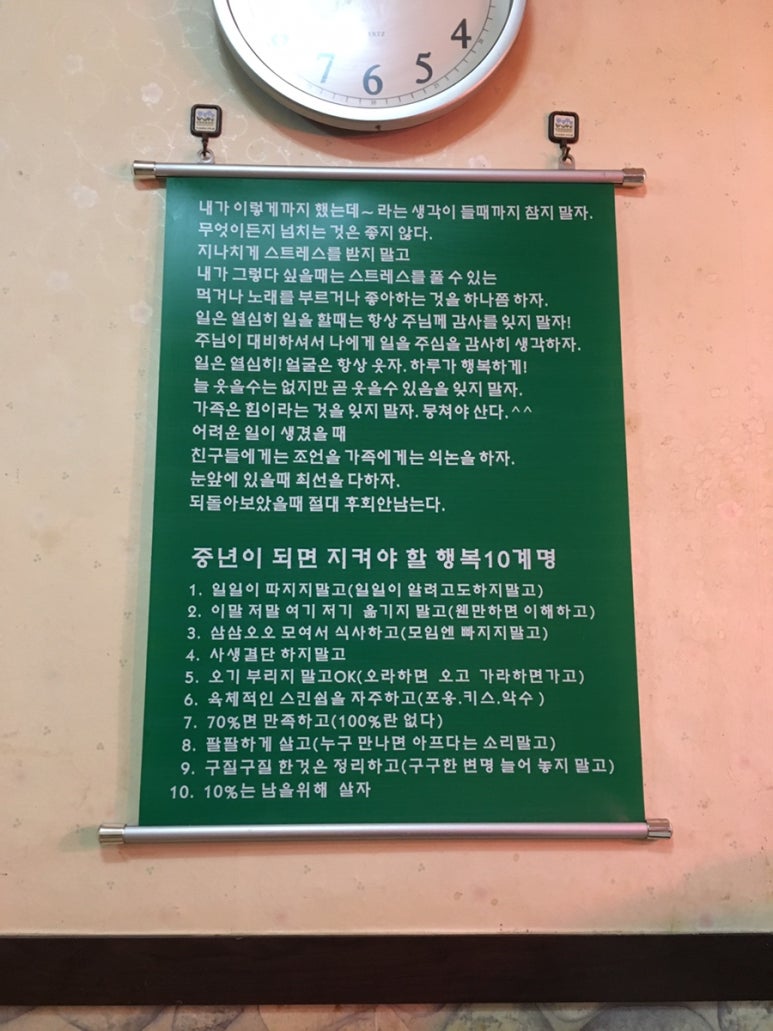 7 6 5 4
내가 이렇게까지 했는데~ 라는 생각이 들때까지 참지 말자.
무엇이든지 넘치는 것은 좋지 않다.
지나치게 스트레스를 받지 말고
내가 그렇다 싶을때는 스트레스를 풀 수 있는
먹거나 노래를 부르거나 좋아하는 것을 하나쯤 하자.
일은 열심히 일을 할때는 항상 주님께 감사를 잊지 말자!
주님이 대비하셔서 나에게 일을 주심을 감사히 생각하자.
일은 열심히! 얼굴은 항상 웃자. 하루가 행복하게!
늘 웃을수는 없지만 곧 웃을수 있음을 잊지 말자.
가족은 힘이라는 것을 잊지 말자. 뭉쳐야 산다.^^
어려운 일이 생겼을 때
친구들에게는 조언을 가족에게는 의논을 하자.
눈앞에 있을때 최선을 다하자.
되돌아보았을때 절대 후회안남는다.
중년이 되면 지켜야 할 행복10계명
1. 일일이 따지지말고(일일이 알려고도하지말고)
2. 이말 저말 여기 저기 옮기지 말고(웬만하면 이해하고)
3. 삼삼오오 모여서 식사하고(모입엔 빠지지말고)
4. 사생결단 하지말고
5. 오기 부리지 말고OK(오라하면 오고 가라하면가고)
6. 육체적인 스킨쉽을 자주하고(포옹.키스.악수 )
7. 70%면 만족하고(100%란 없다)
8. 팔팔하게 살고(누구 만나면 아프다는 소리말고)
9. 구질구질 한것은 정리하고(구구한 변명 늘어 놓지 말고)
10. 10%는 남을위해 살자